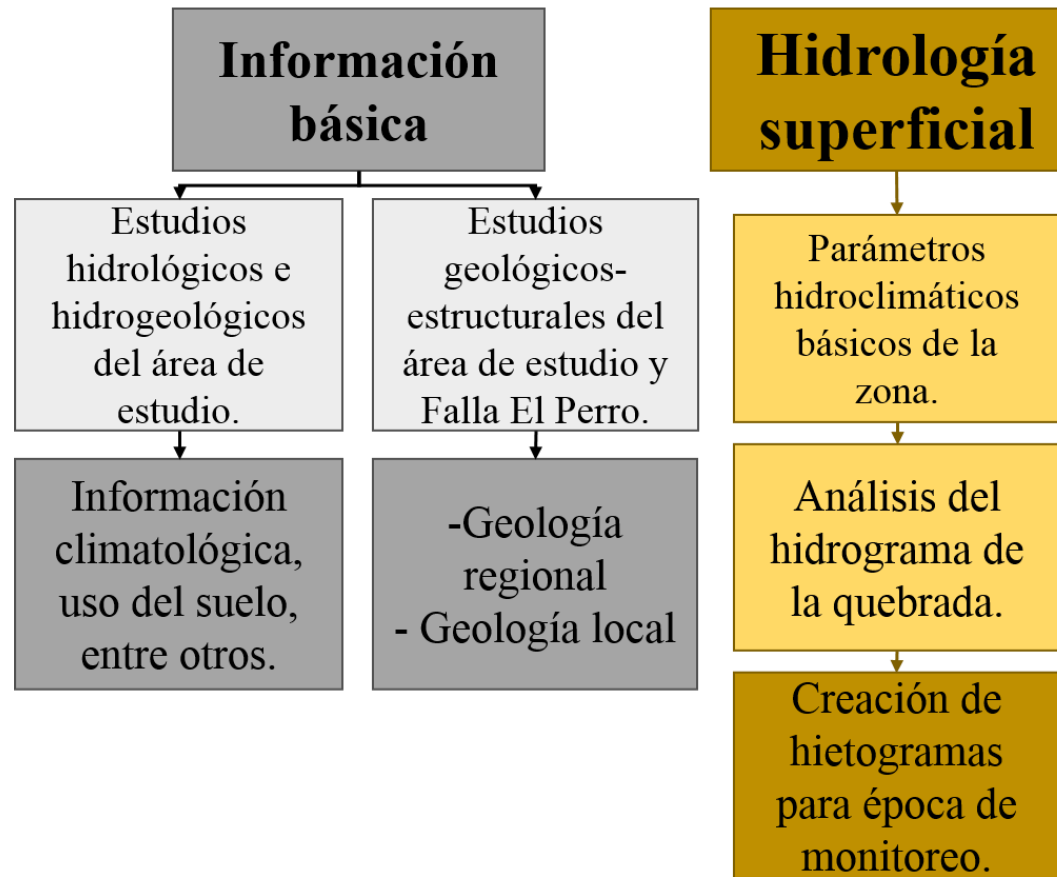 Información
básica
Estudios
hidrológicos e
hidrogeológicos
del área de
estudio.
Información
climatológica,
uso del suelo,
entre otros.
Estudios
geológicos-
estructurales del
área de estudio y
Falla El Perro.
-Geología
regional
- Geología local
Hidrología
superficial
Parámetros
hidroclimáticos
básicos de la
zona.
Análisis del
hidrograma de
la quebrada.
Creación de
hietogramas
para época de
monitoreo.